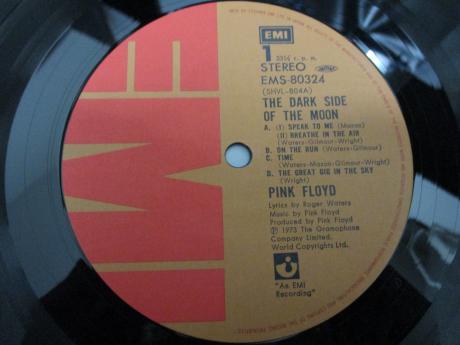 EMI
1
33⅓ r.p.m.
STEREO
EMS-80324
(SHVL-804A)
THE DARK SIDE
OF THE MOON
A. (I) SPEAK TO ME (Mason)
(II) BREATHE IN THE AIR
(Waters-Gilmour-Wright)
B. ON THE RUN (Waters-Gilmour)
C. TIME
(Waters-Mason-Gilmour-Wright)
D. THE GREAT GIG IN THE SKY
(Wright)
PINK FLOYD
Lyrics by Roger Waters
Music by Pink Floyd
Produced by Pink Floyd
Ⓟ 1973 The Gramophone
Company Limited.
World Copyrights Ltd.
"An EMI
Recording"
EMI